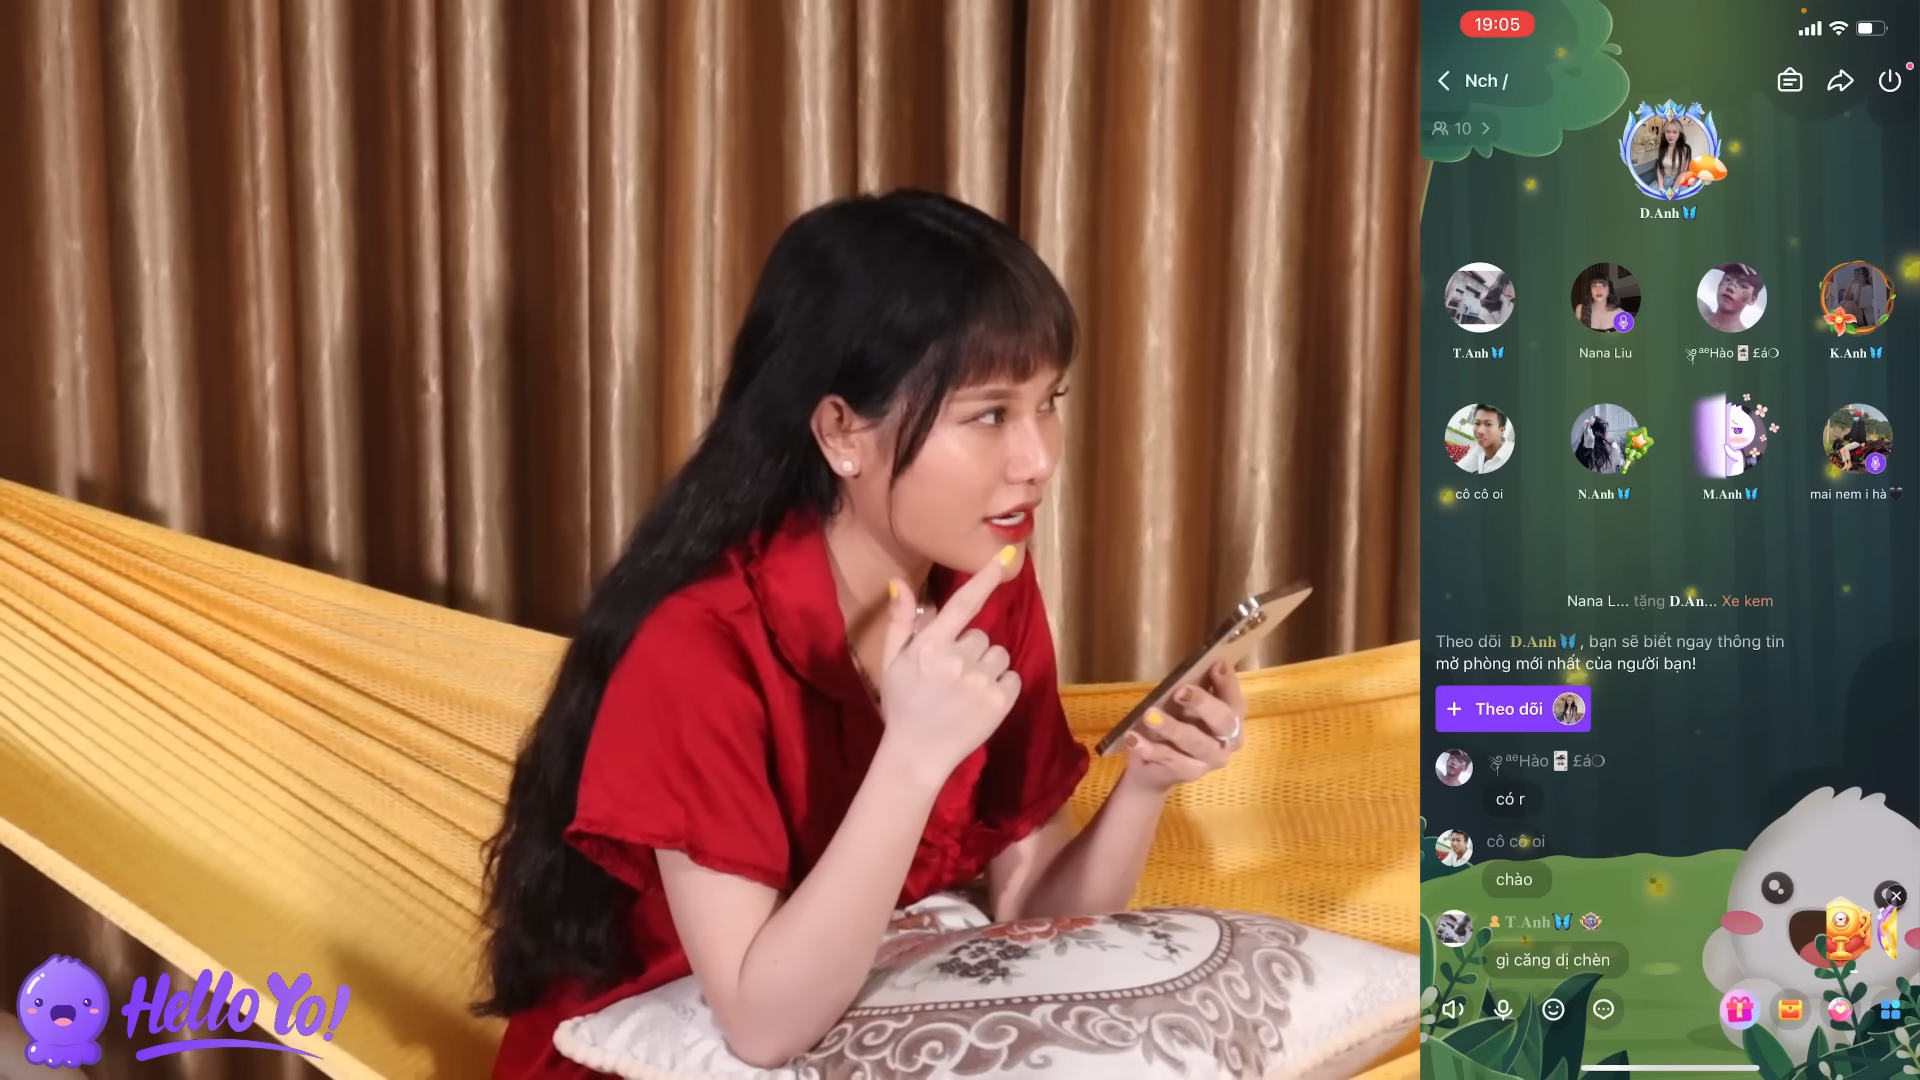 19:05
Nch /
10
D.Anh🦋
T.Anh🦋
Nana Liu
ᵃᵉHào🃏£á❍
K.Anh🦋
cô cô oi
N.Anh🦋
M.Anh🦋
mai nem i hà🖤
Nana L... tặng D.An... Xe kem
Theo dõi D.Anh🦋, bạn sẽ biết ngay thông tin
mở phòng mới nhất của người bạn!
+ Theo dõi
ᵃᵉHào🃏£á❍
có r
cô cô oi
chào
T.Anh🦋
gì căng dị chèn
Hello Yo!